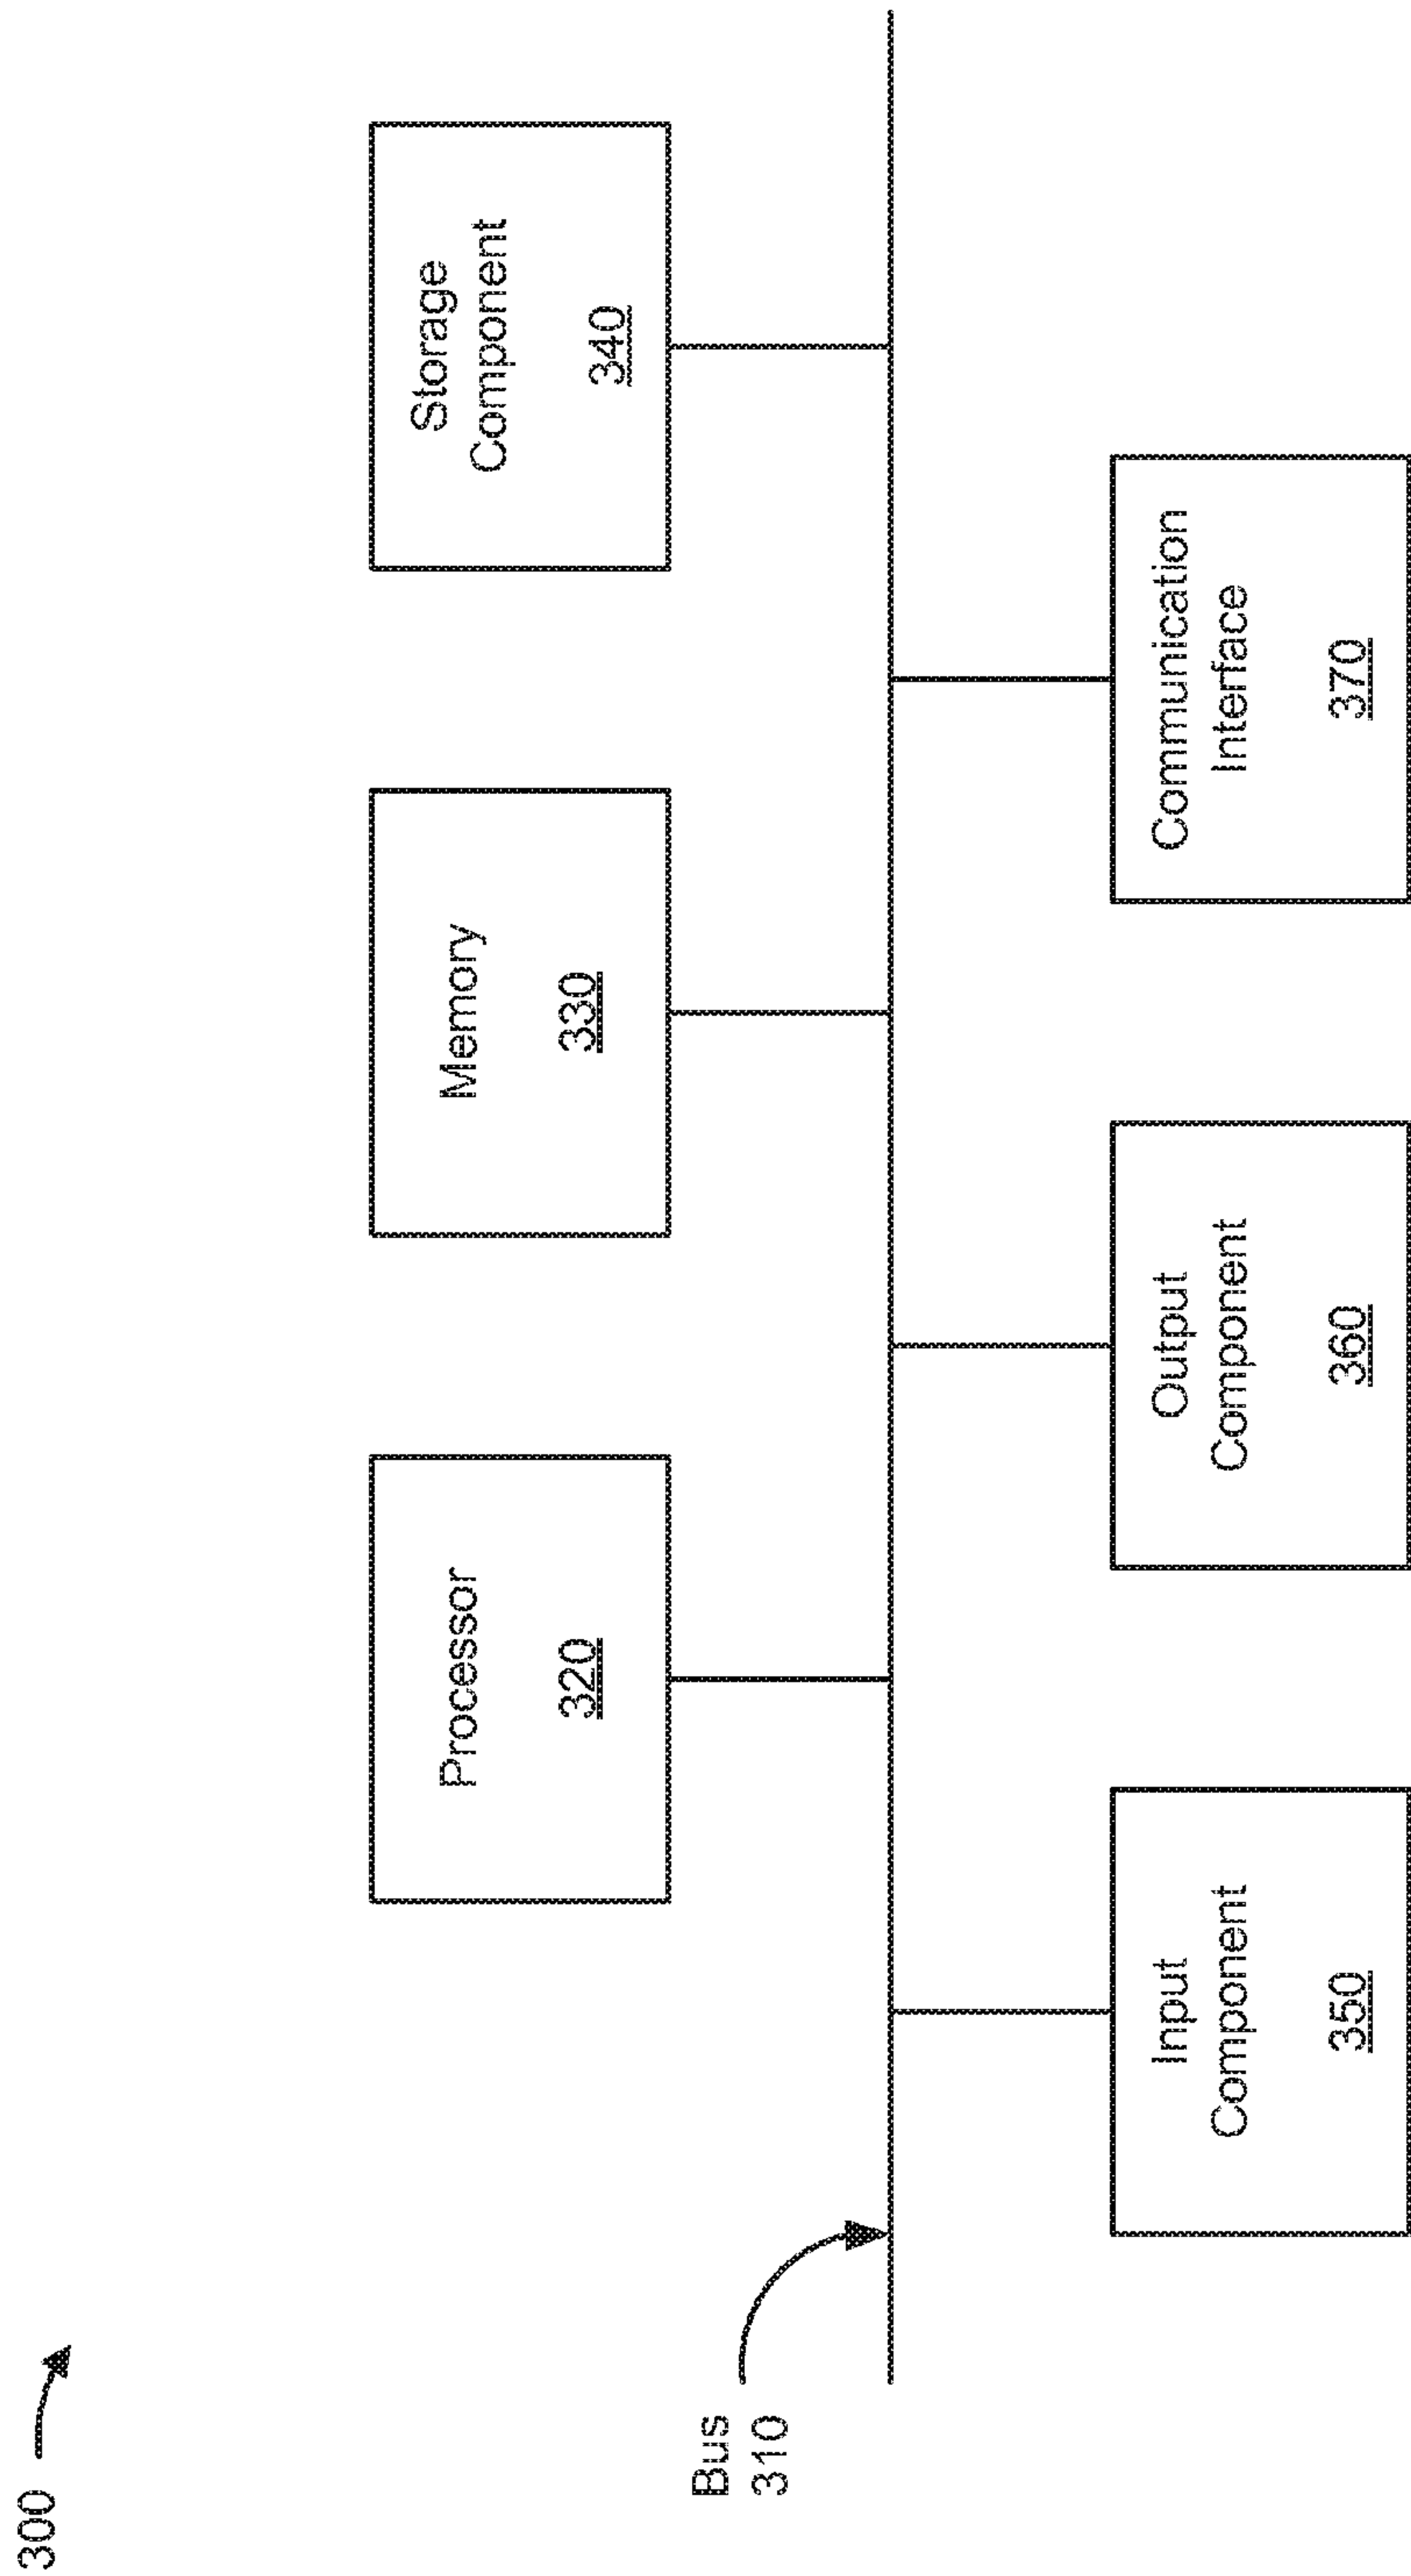 300
Processor
320
Memory
330
Storage
Component
340
Bus
310
Input
Component
350
Output
Component
360
Communication
Interface
370